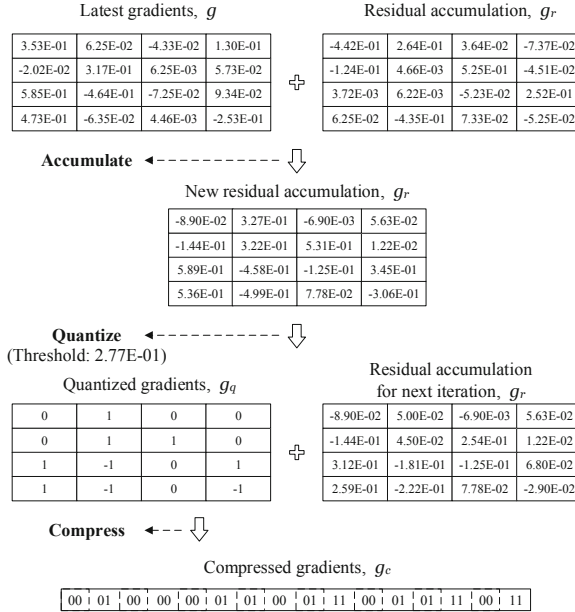 Latest gradients, g
Residual accumulation, gr
3.53E-01 6.25E-02 -4.33E-02 1.30E-01
-2.02E-02 3.17E-01 6.25E-03 5.73E-02
5.85E-01 -4.64E-01 -7.25E-02 9.34E-02
4.73E-01 -6.35E-02 4.46E-03 -2.53E-01
-4.42E-01 2.64E-01 3.64E-02 -7.37E-02
-1.24E-01 4.66E-03 5.25E-01 -4.51E-02
3.72E-03 6.22E-03 -5.23E-02 2.52E-01
6.25E-02 -4.35E-01 7.33E-02 -5.25E-02
Accumulate
New residual accumulation, gr
-8.90E-02 3.27E-01 -6.90E-03 5.63E-02
-1.44E-01 3.22E-01 5.31E-01 1.22E-02
5.89E-01 -4.58E-01 -1.25E-01 3.45E-01
5.36E-01 -4.99E-01 7.78E-02 -3.06E-01
Quantize
(Threshold: 2.77E-01)
Quantized gradients, gq
Residual accumulation
for next iteration, gr
0 1 0 0
0 1 1 0
1 -1 0 1
1 -1 0 -1
-8.90E-02 5.00E-02 -6.90E-03 5.63E-02
-1.44E-01 4.50E-02 2.54E-01 1.22E-02
3.12E-01 -1.81E-01 -1.25E-01 6.80E-02
2.59E-01 -2.22E-01 7.78E-02 -2.90E-02
Compress
Compressed gradients, gc
00 01 00 00 00 01 01 00 01 11 00 01 01 11 00 11